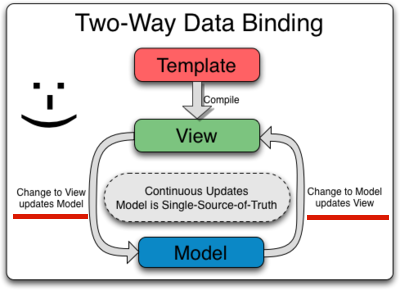 Two-Way Data Binding
Template
Compile
View
Continuous Updates
Model is Single-Source-of-Truth
Change to View
updates Model
Change to Model
updates View
Model